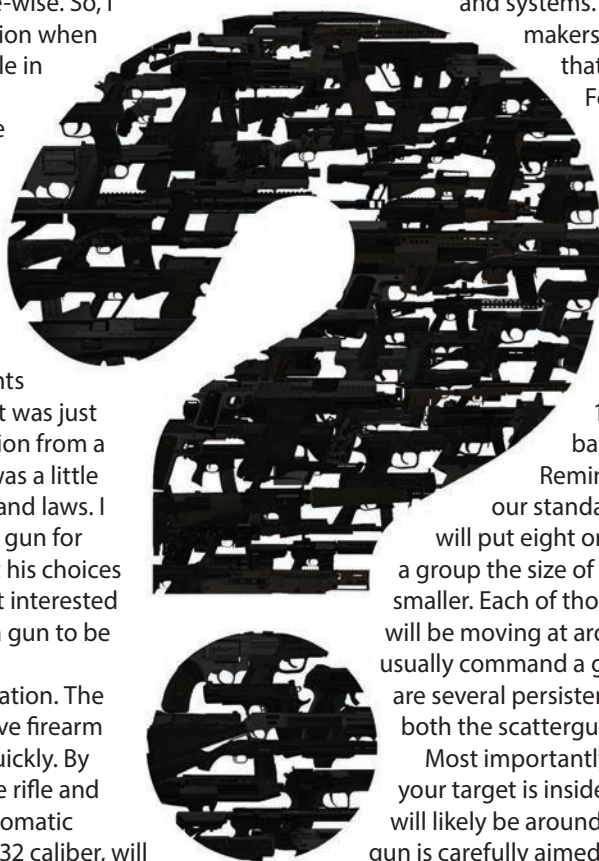 -wise. So, I
ion when
le in
e
nts
t was just
ion from a
was a little
and laws. I
gun for
his choices
t interested
gun to be
ation. The
ve firearm
uickly. By
e rifle and
omatic
32 caliber, will
and systems.
makers
that
ba
Remin
our standa
will put eight or
a group the size of
smaller. Each of tho
will be moving at aro
usually command a g
are several persiste
both the scattergu
Most importantly
your target is inside
will likely be around
gun is carefully aimed